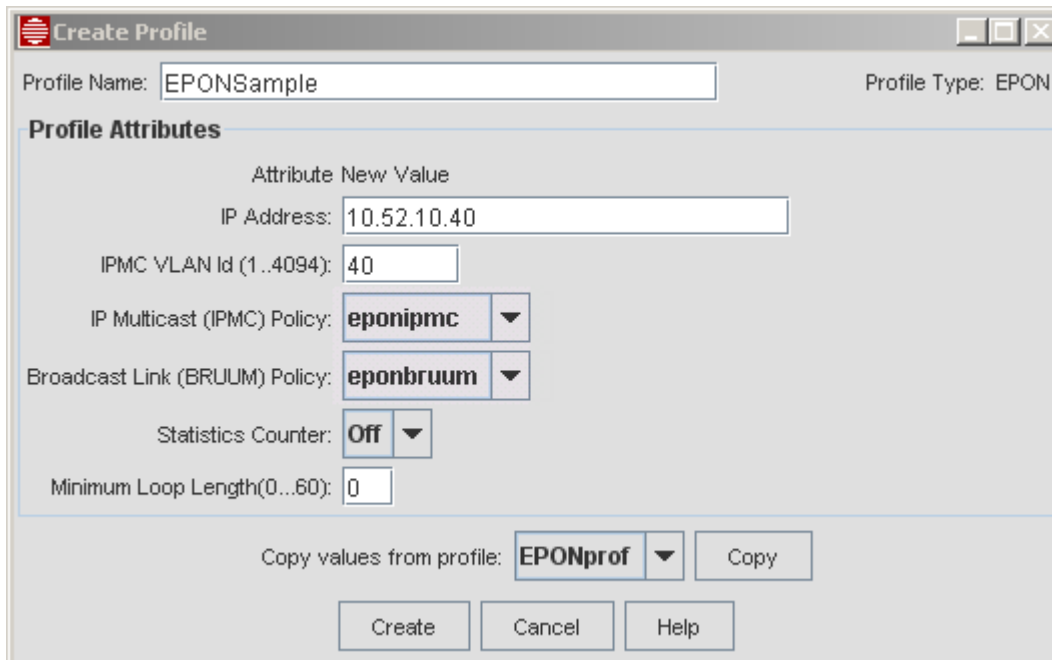 Create Profile
Profile Name: EPONSample Profile Type: EPON
Profile Attributes
Attribute New Value
IP Address: 10.52.10.40
IPMC VLAN Id (1..4094): 40
IP Multicast (IPMC) Policy: eponipmc
Broadcast Link (BRUUM) Policy: eponbruum
Statistics Counter: Off
Minimum Loop Length(0...60): 0
Copy values from profile: EPONprof Copy
Create Cancel Help